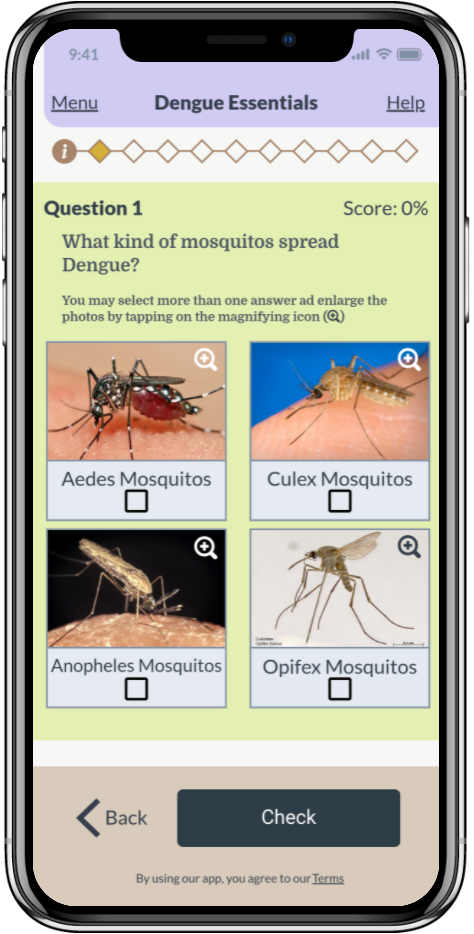 9:41
Menu Dengue Essentials Help
i
Question 1 Score: 0%
What kind of mosquitos spread
Dengue?
You may select more than one answer ad enlarge the
photos by tapping on the magnifying icon ( )
Aedes Mosquitos
Culex Mosquitos
Anopheles Mosquitos
Opifex Mosquitos
Back
Check
By using our app, you agree to our Terms